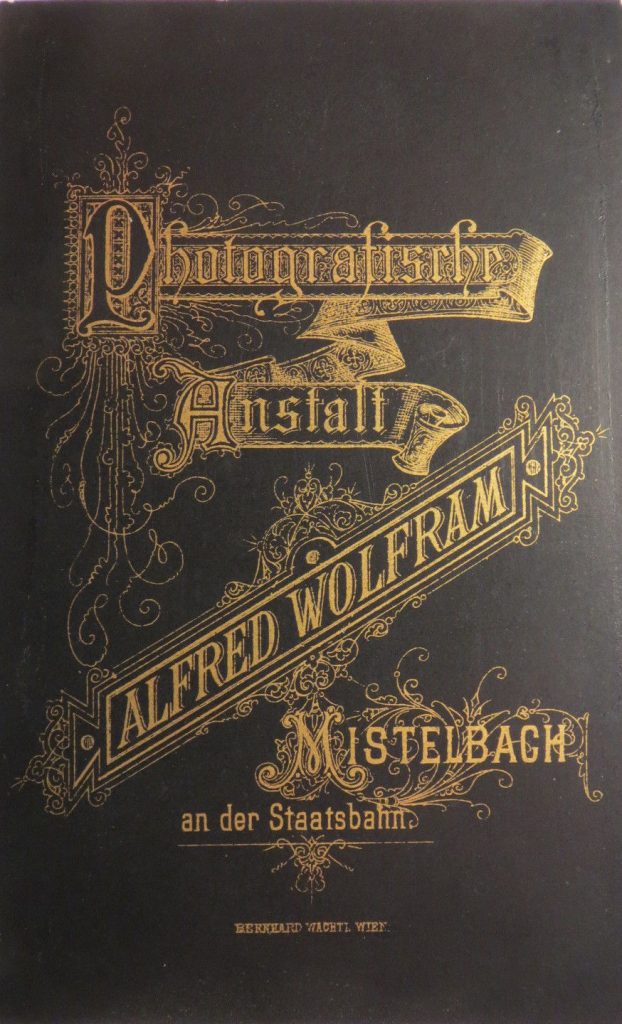 Photografische
Anstalt
ALFRED WOLFRAM
MISTELBACH
an der Staatsbahn.
BERNHARD WACHTL WIEN.